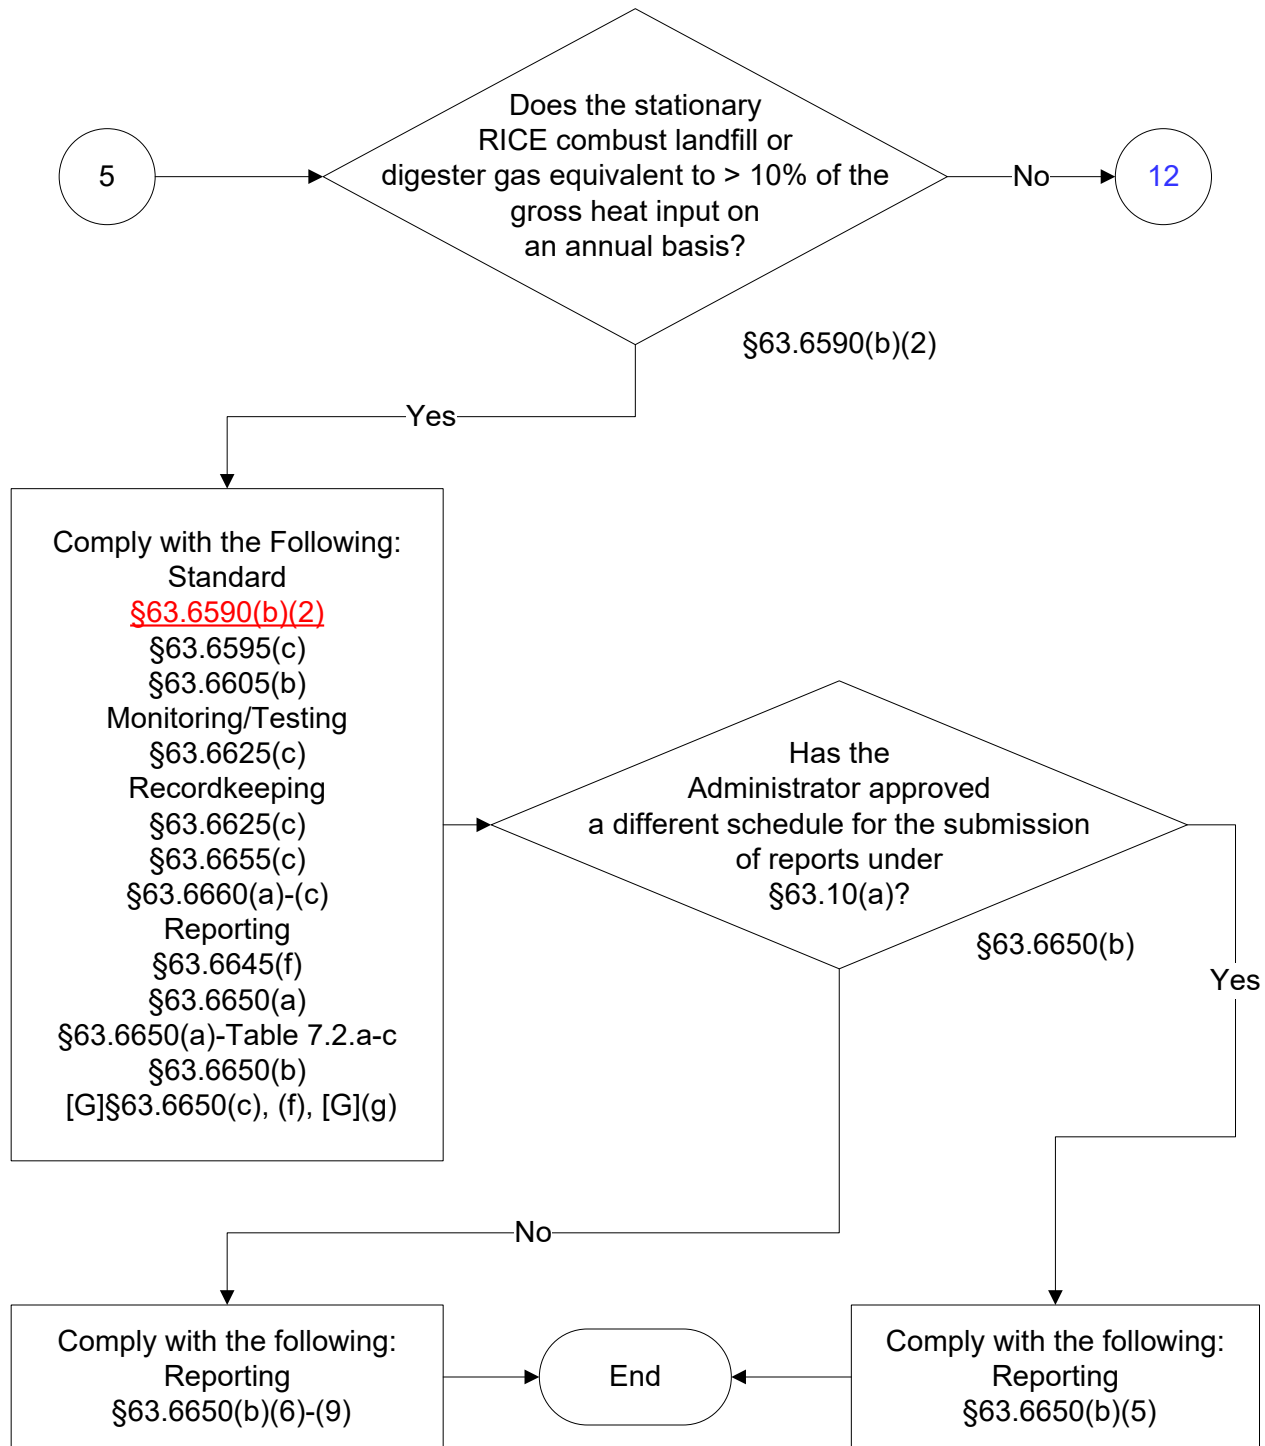 Does the stationary
RICE combust landfill or
digester gas equivalent to > 10% of the
gross heat input on
an annual basis?
5
No
12
§63.6590(b)(2)
Yes
Comply with the Following:
Standard
§63.6590(b)(2)
§63.6595(c)
§63.6605(b)
Monitoring/Testing
§63.6625(c)
Recordkeeping
§63.6625(c)
§63.6655(c)
§63.6660(a)-(c)
Reporting
§63.6645(f)
§63.6650(a)
§63.6650(a)-Table 7.2.a-c
§63.6650(b)
[G]§63.6650(c), (f), [G](g)
Has the
Administrator approved
a different schedule for the submission
of reports under
§63.10(a)?
§63.6650(b)
Yes
No
Comply with the following:
Reporting
§63.6650(b)(6)-(9)
End
Comply with the following:
Reporting
§63.6650(b)(5)